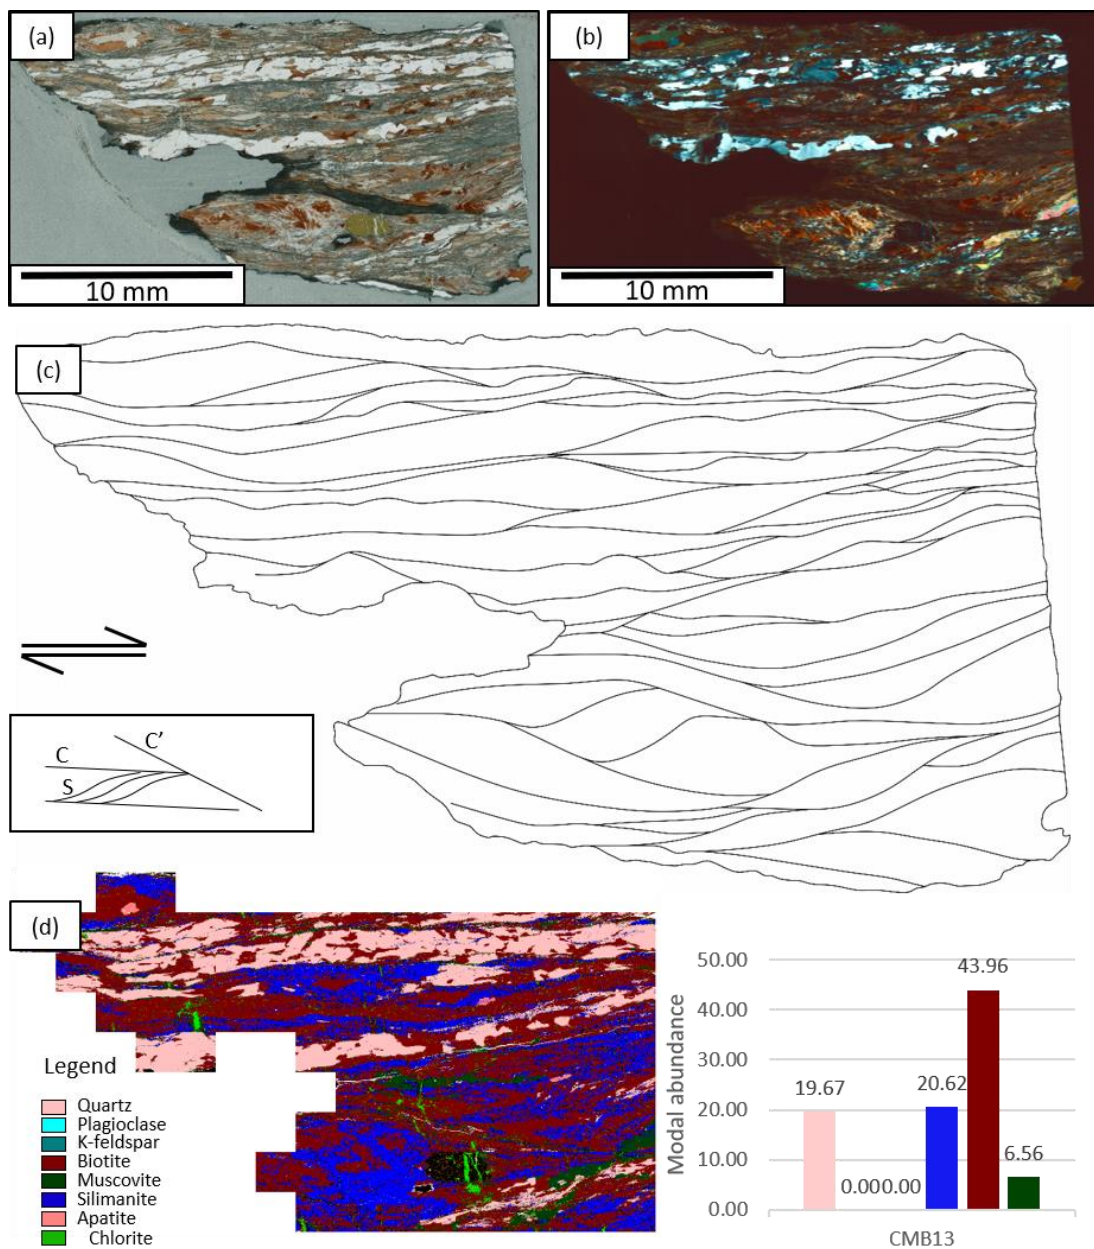 (a)
(b)
10 mm
10 mm
(c)
C
C’
S
(d)
Legend
Quartz
Plagioclase
K-feldspar
Biotite
Muscovite
Silimanite
Apatite
Chlorite
Modal abundance
50.00
40.00
30.00
20.00
10.00
0.00
19.67
0.00
0.00
20.62
43.96
6.56
CMB13